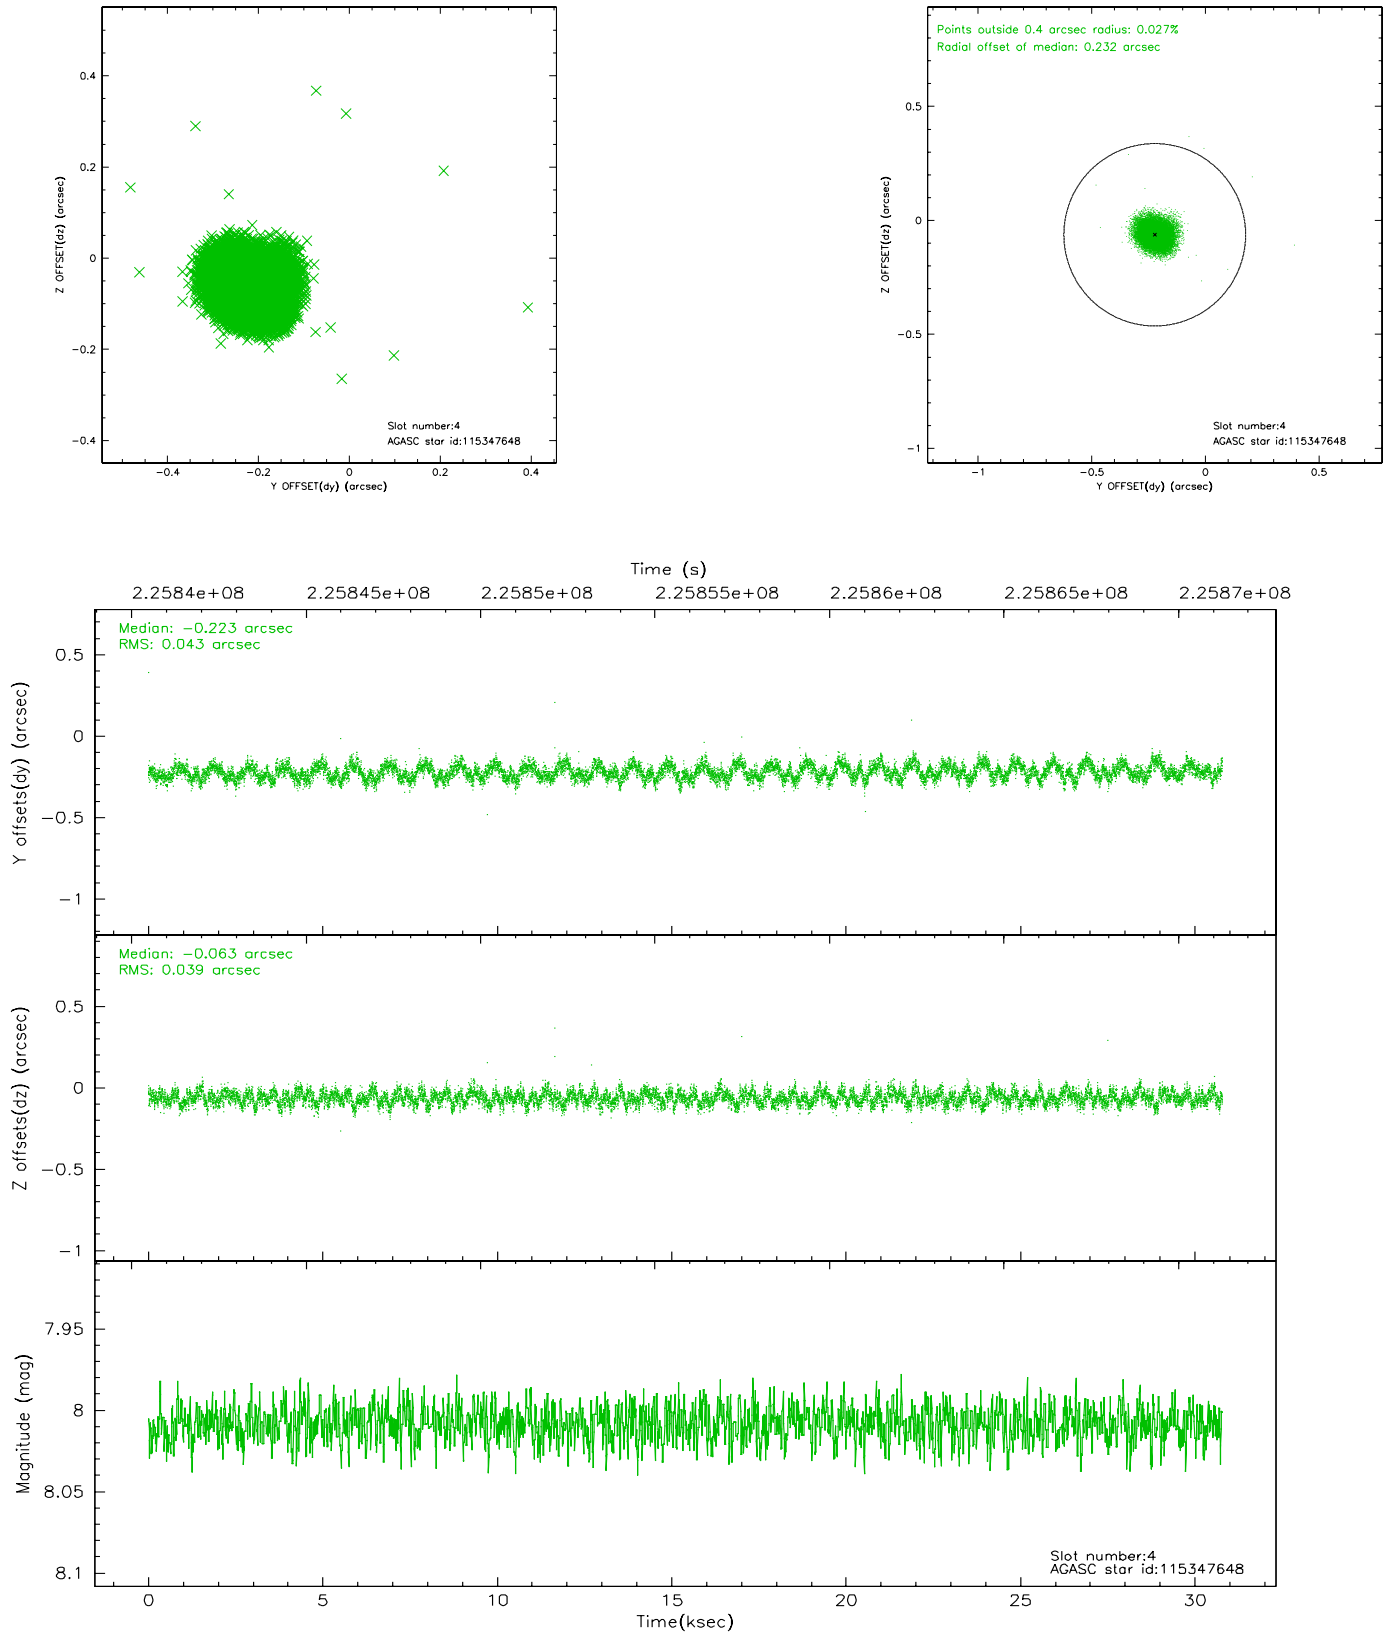 0.4
0.2
0
-0.2
-0.4
Z OFFSET(dz) (arcsec)
-0.4 -0.2 0 0.2 0.4
Y OFFSET(dy) (arcsec)
Slot number:4
AGASC star id:115347648
Points outside 0.4 arcsec radius: 0.027%
Radial offset of median: 0.232 arcsec
0.5
0
-0.5
-1
Z OFFSET(dz) (arcsec)
-1 -0.5 0 0.5
Y OFFSET(dy) (arcsec)
Slot number:4
AGASC star id:115347648
Time (s)
2.2584e+08 2.25845e+08 2.2585e+08 2.25855e+08 2.2586e+08 2.25865e+08 2.2587e+08
Median: -0.223 arcsec
RMS: 0.043 arcsec
0.5
0
-0.5
-1
Y offsets(dy) (arcsec)
Median: -0.063 arcsec
RMS: 0.039 arcsec
0.5
0
-0.5
-1
Z offsets(dz) (arcsec)
7.95
8
8.05
8.1
Magnitude (mag)
Slot number:4
AGASC star id:115347648
0 5 10 15 20 25 30
Time(ksec)